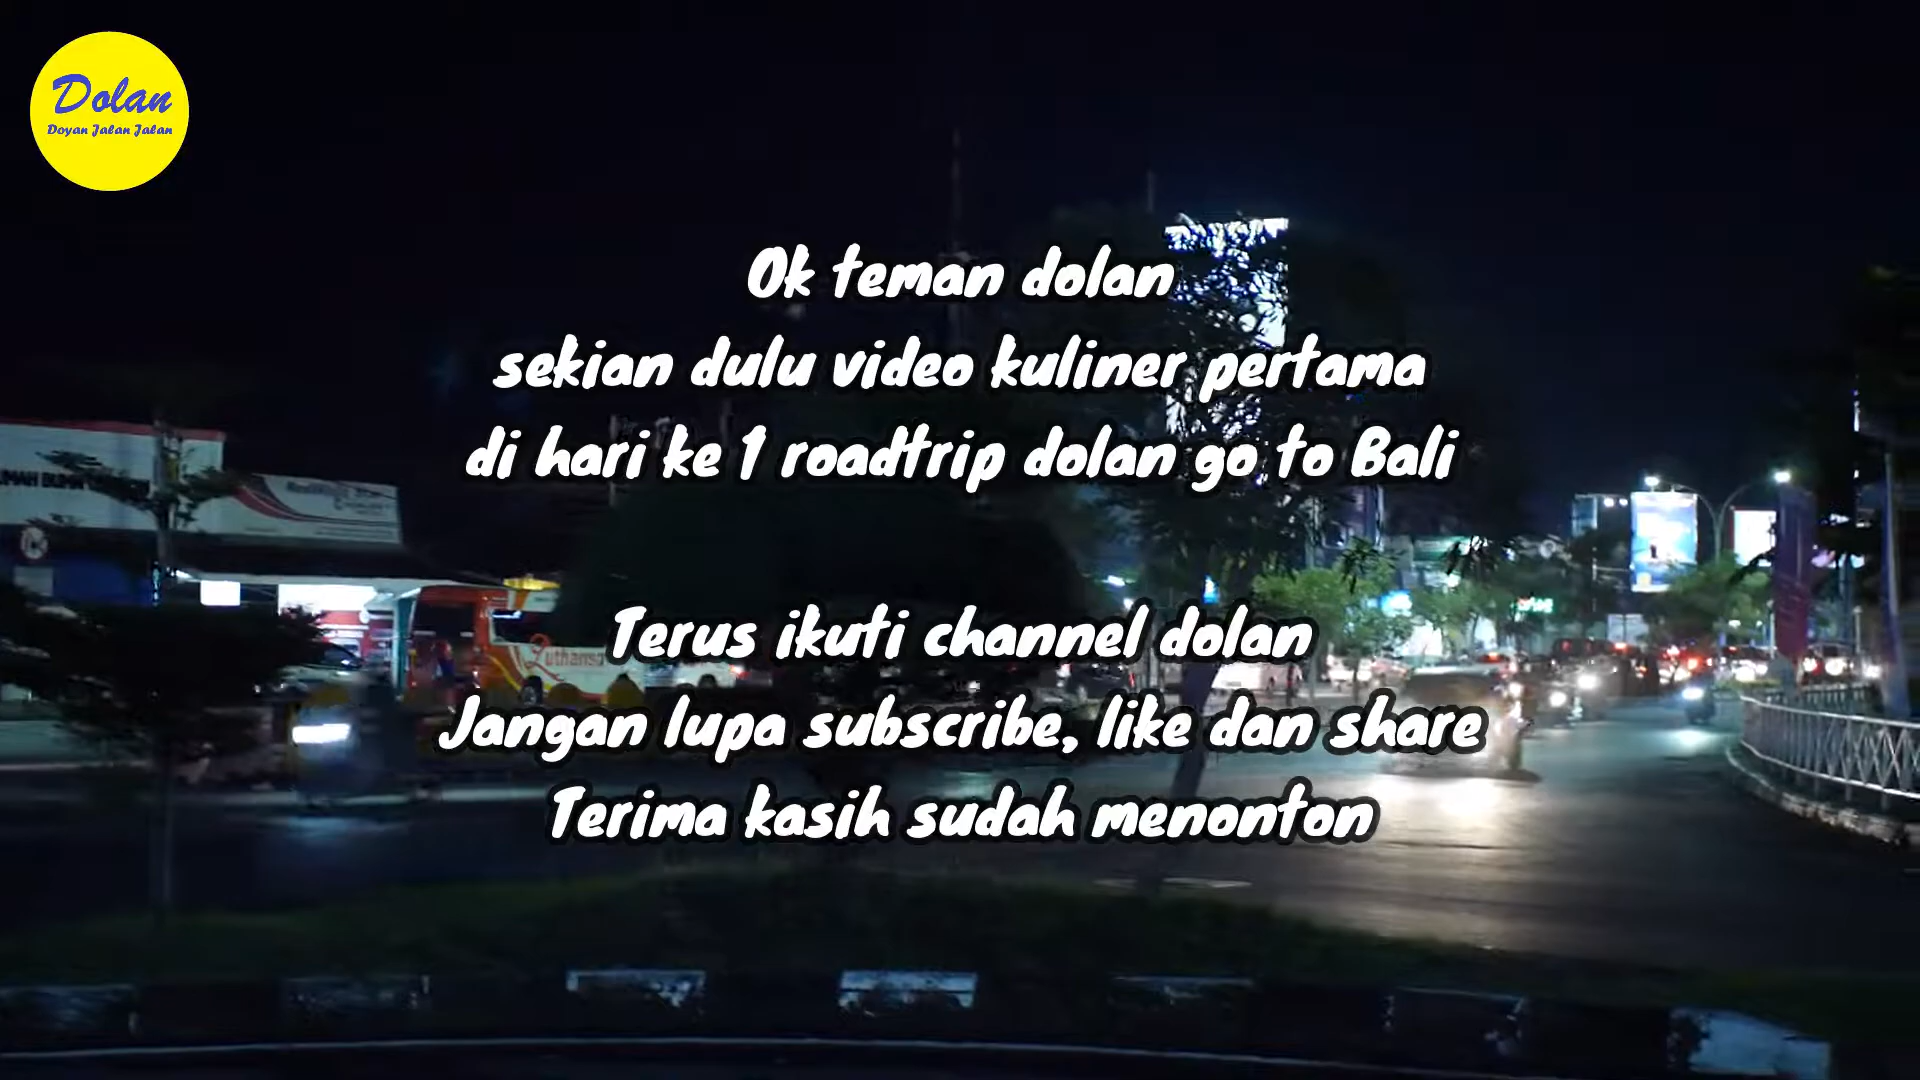 Dolan
Doyan Jalan Jalan
Ok teman dolan
sekian dulu video kuliner pertama
di hari ke 1 roadtrip dolan go to Bali
Terus ikuti channel dolan
Jangan lupa subscribe, like dan share
Terima kasih sudah menonton